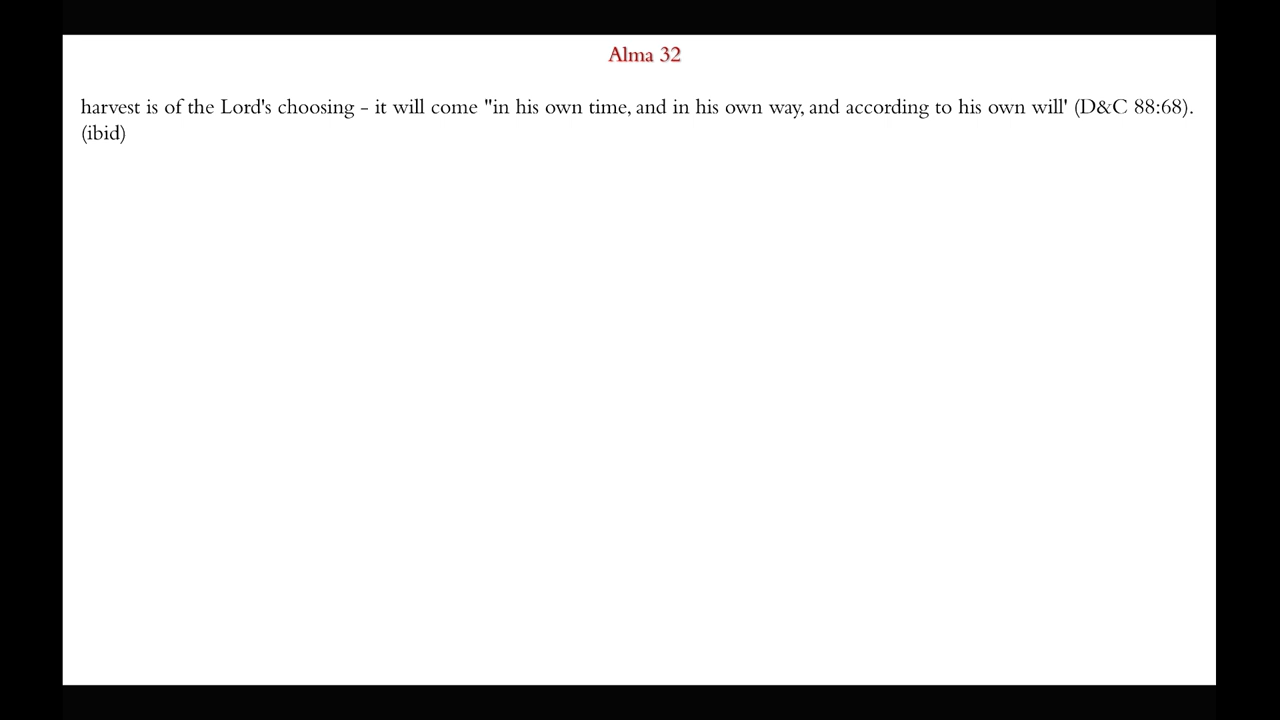 Alma 32
harvest is of the Lord's choosing - it will come "in his own time, and in his own way, and according to his own will' (D&C 88:68).
(ibid)